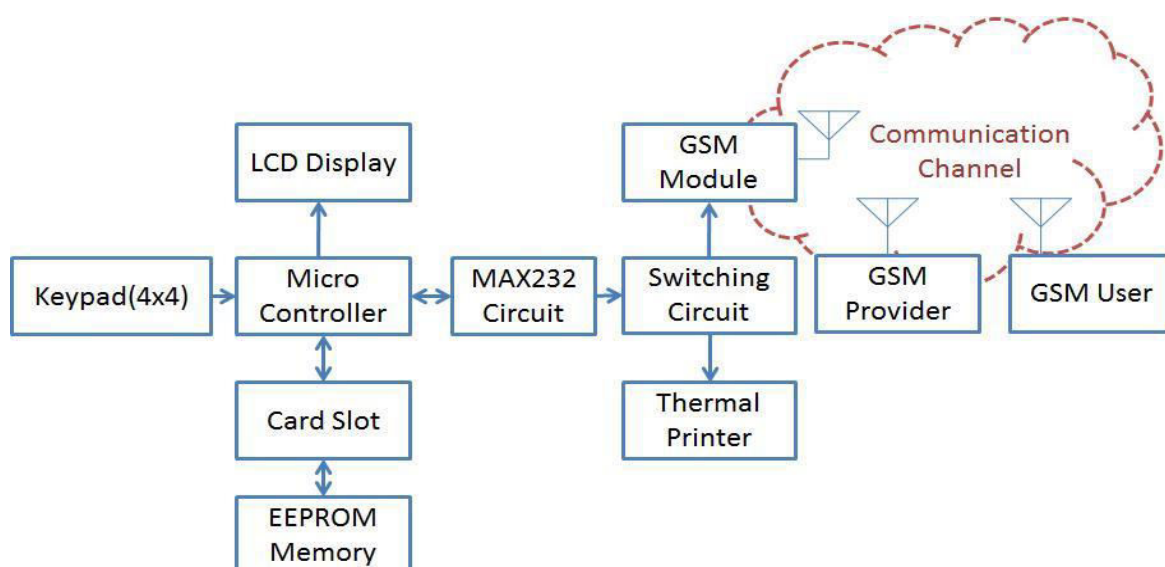 LCD Display
GSM
Module
Communication
Channel
Keypad(4x4)
Micro
Controller
MAX232
Circuit
Switching
Circuit
GSM
Provider
GSM User
Card Slot
Thermal
Printer
EEPROM
Memory